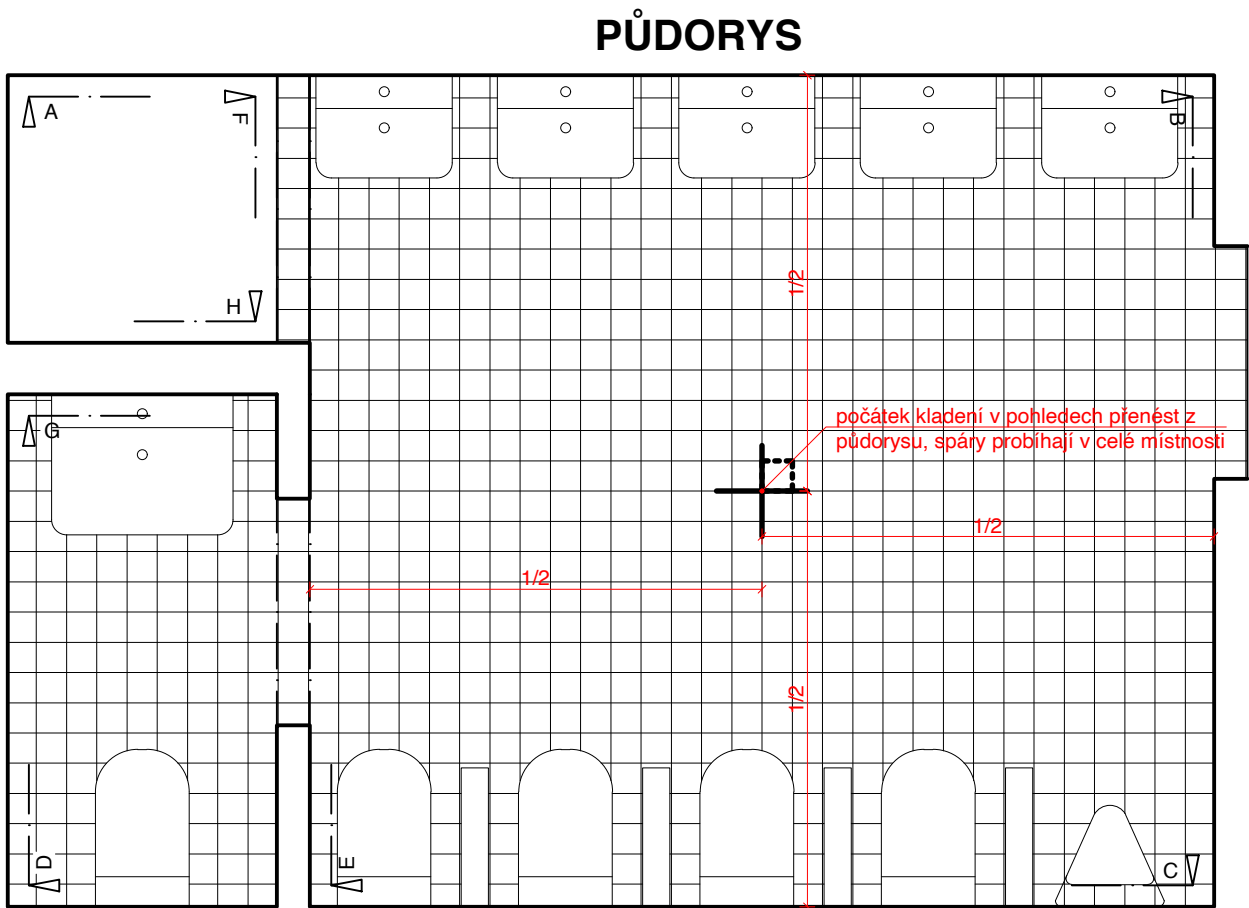 PŮDORYS
A
F
B
1/2
H
počátek kladení v pohledech přenést z
půdorysu, spáry probíhají v celé místnosti
G
1/2
1/2
1/2
D
E
C